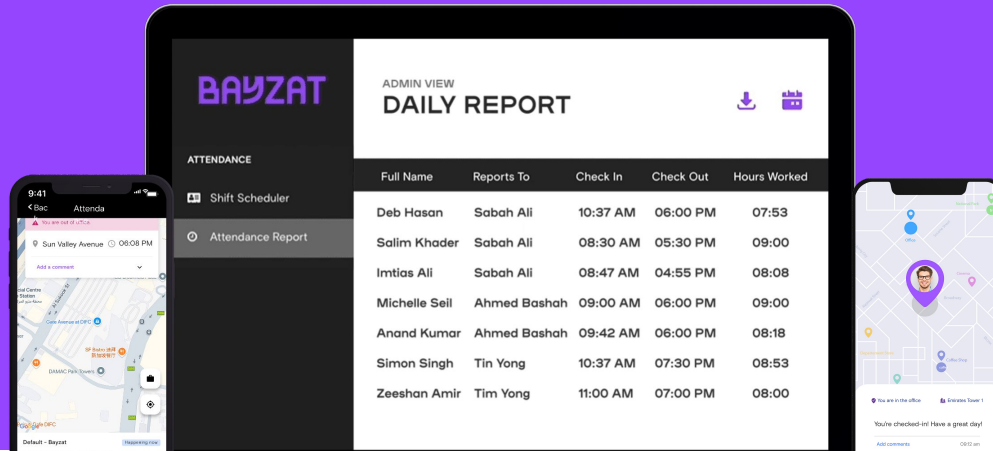 BAYZAT
ATTENDANCE
Shift Scheduler
Attendance Report
ADMIN VIEW
DAILY REPORT
Full Name Reports To Check In Check Out Hours Worked
Deb Hasan Sabah Ali 10:37 AM 06:00 PM 07:53
Salim Khader Sabah Ali 08:30 AM 05:30 PM 09:00
Imtias Ali Sabah Ali 08:47 AM 04:55 PM 08:08
Michelle Seil Ahmed Bashah 09:00 AM 06:00 PM 09:00
Anand Kumar Ahmed Bashah 09:42 AM 06:00 PM 08:18
Simon Singh Tin Yong 10:37 AM 07:30 PM 08:53
Zeeshan Amir Tim Yong 11:00 AM 07:00 PM 08:00
9:41
Bac Attenda
You are out of office.
Sun Valley Avenue 06:08 PM
Add a comment
Gate Avenue at DIFC
DAMAC Park Towers
Google
Default - Bayzat Happening now
Office
Coffee Shop
You are in the office Emirates Tower 1
You're checked-in! Have a great day!
Add comments 09:12 am